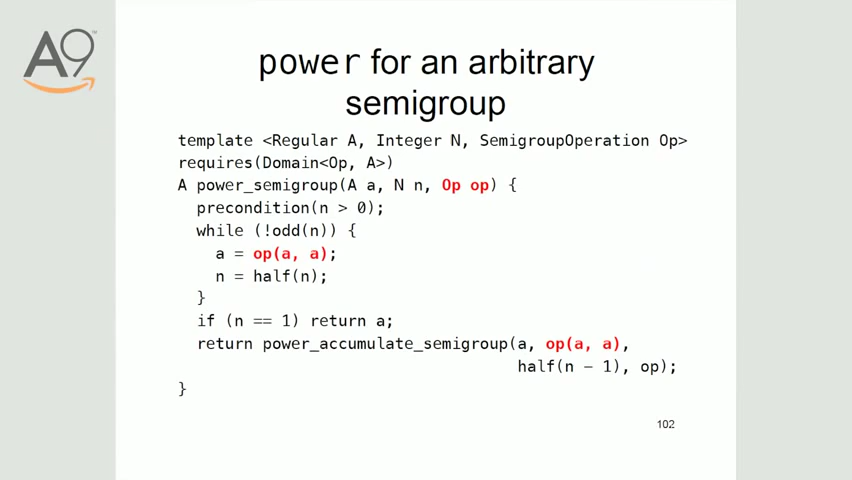 A9
power for an arbitrary
semigroup
template <Regular A, Integer N, SemigroupOperation Op>
requires(Domain<Op, A>)
A power_semigroup(A a, N n, Op op) {
  precondition(n > 0);
  while (!odd(n)) {
    a = op(a, a);
    n = half(n);
  }
  if (n == 1) return a;
  return power_accumulate_semigroup(a, op(a, a),
                                    half(n – 1), op);
}
102